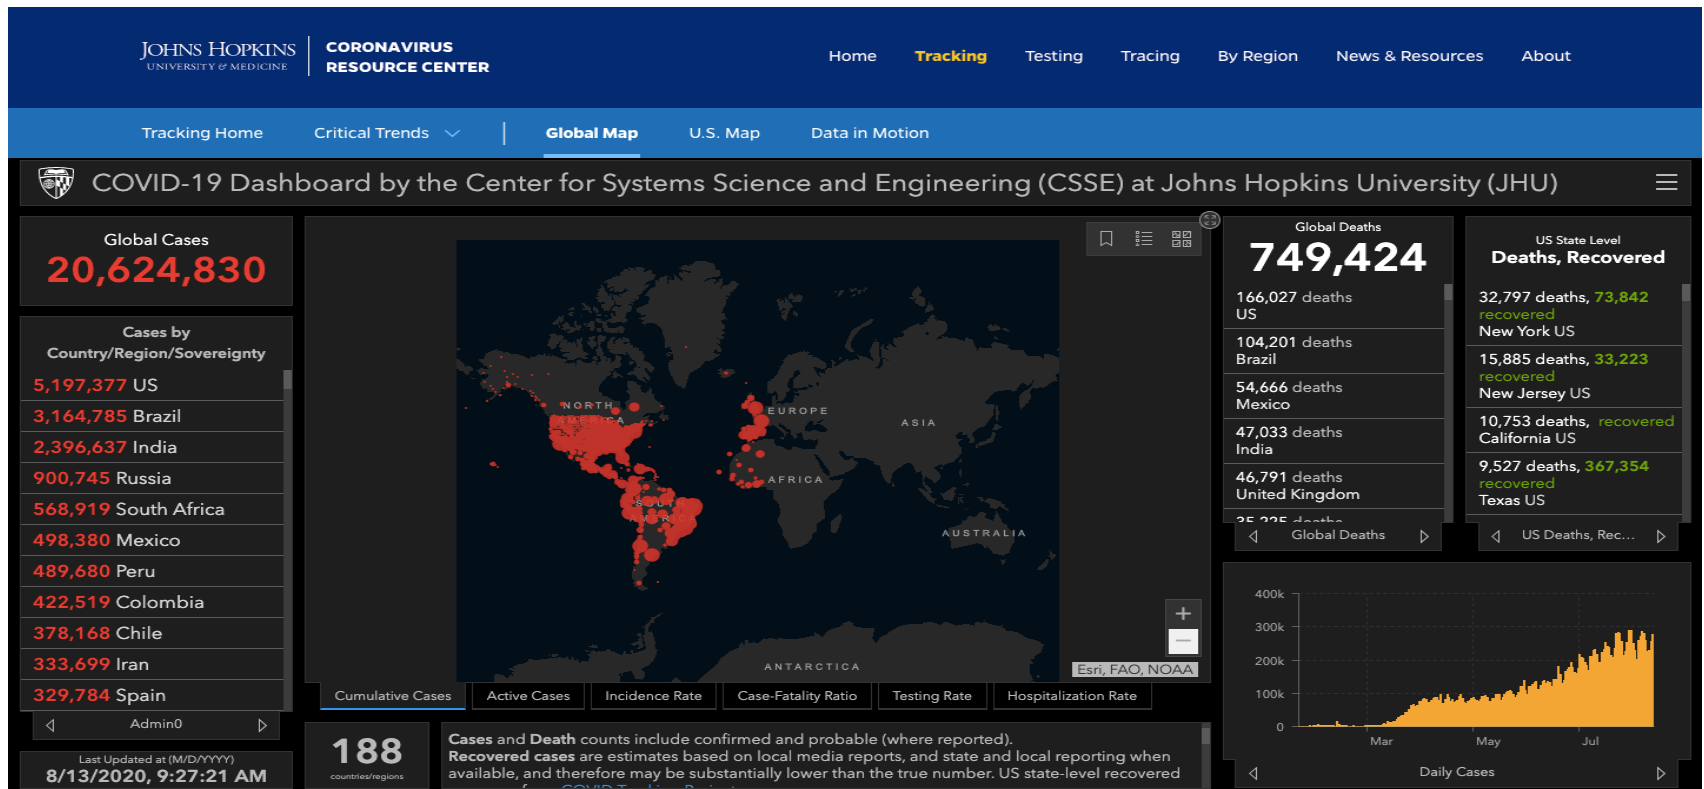 JOHNS HOPKINS
UNIVERSITY & MEDICINE
CORONAVIRUS
RESOURCE CENTER
Home
Tracking
Testing
Tracing
By Region
News & Resources
About
Tracking Home
Critical Trends
Global Map
U.S. Map
Data in Motion
COVID-19 Dashboard by the Center for Systems Science and Engineering (CSSE) at Johns Hopkins University (JHU)
Global Cases
20,624,830
Cases by
Country/Region/Sovereignty
5,197,377 US
3,164,785 Brazil
2,396,637 India
900,745 Russia
568,919 South Africa
498,380 Mexico
489,680 Peru
422,519 Colombia
378,168 Chile
333,699 Iran
329,784 Spain
Admin0
Last Updated at (M/D/YYYY)
8/13/2020, 9:27:21 AM
NORTH
AMERICA
EUROPE
ASIA
AFRICA
SOUTH
AMERICA
AUSTRALIA
ANTARCTICA
+
−
Esri, FAO, NOAA
Cumulative Cases
Active Cases
Incidence Rate
Case-Fatality Ratio
Testing Rate
Hospitalization Rate
188
countries/regions
Cases and Death counts include confirmed and probable (where reported).
Recovered cases are estimates based on local media reports, and state and local reporting when
available, and therefore may be substantially lower than the true number. US state-level recovered
Global Deaths
749,424
166,027 deaths
US
104,201 deaths
Brazil
54,666 deaths
Mexico
47,033 deaths
India
46,791 deaths
United Kingdom
35,225 deaths
Global Deaths
US State Level
Deaths, Recovered
32,797 deaths, 73,842
recovered
New York US
15,885 deaths, 33,223
recovered
New Jersey US
10,753 deaths, recovered
California US
9,527 deaths, 367,354
recovered
Texas US
US Deaths, Rec...
400k
300k
200k
100k
0
Mar
May
Jul
Daily Cases